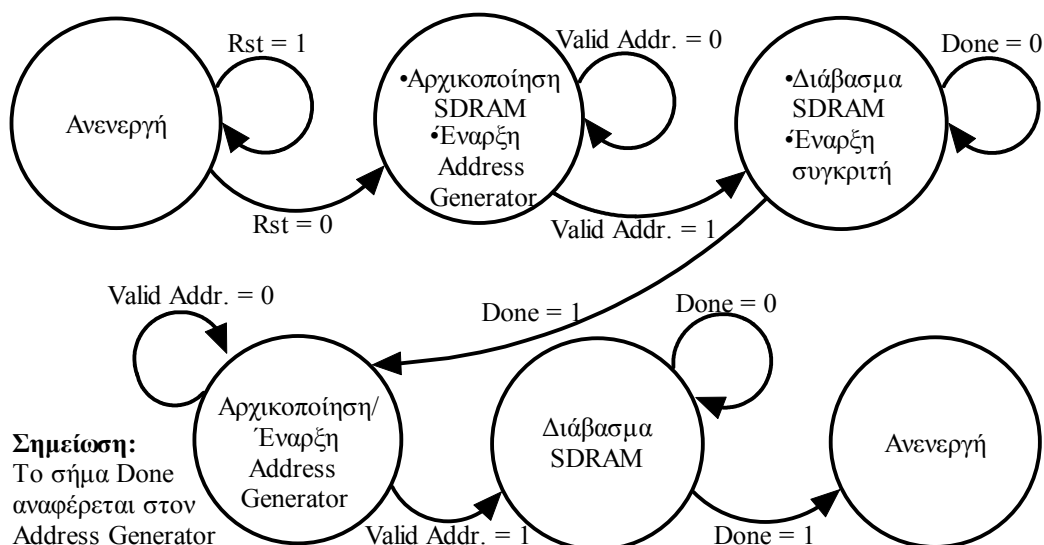 Rst = 1
Ανενεργή
Rst = 0
Valid Addr. = 0
•Αρχικοποίηση
SDRAM
•Έναρξη
Address
Generator
Valid Addr. = 1
Done = 0
•Διάβασμα
SDRAM
•Έναρξη
συγκριτή
Done = 1
Valid Addr. = 0
Αρχικοποίηση/
Έναρξη
Address
Generator
Valid Addr. = 1
Done = 0
Διάβασμα
SDRAM
Done = 1
Ανενεργή
Σημείωση:
Το σήμα Done
αναφέρεται στον
Address Generator